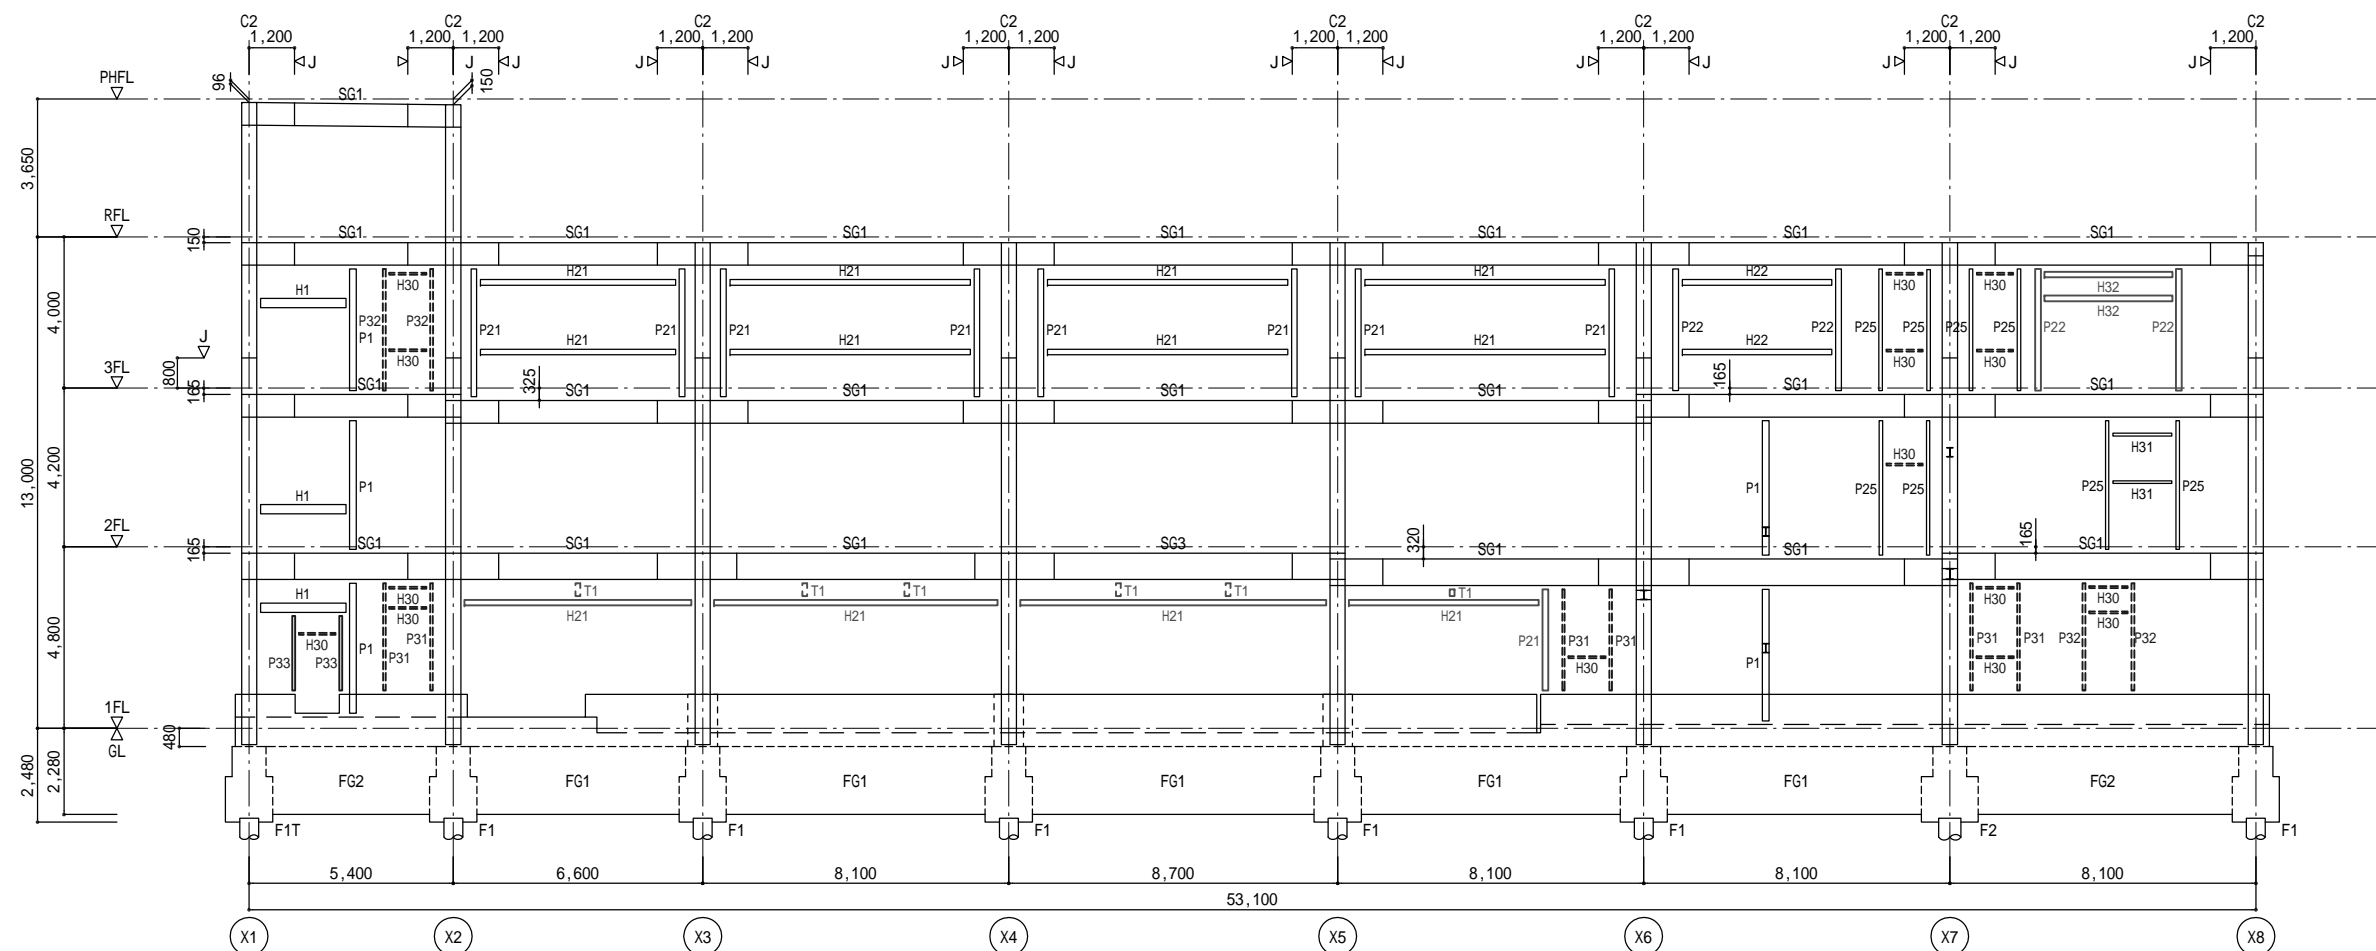 C2 C2 C2 C2 C2 C2 C2 C2
1,200 1,200 1,200 1,200 1,200 1,200 1,200 1,200 1,200 1,200 1,200 1,200 1,200 1,200
J J J J J J J J J J J J J J
PHFL 96 SG1 150
3,650
RFL 150 SG1 SG1 SG1 SG1 SG1 SG1 SG1
H30 H21 H21 H21 H21 H22 H30 H30 H32
H1 H32
4,000 P32 P32 P21 P21 P21 P21 P21 P21 P21 P21 P22 P22 P25 P25 P25 P25 P22 P22
P1 H21 H21 H21 H21 H22
J H30 H30 H30
800
3FL 165 SG1 325 SG1 SG1 SG1 SG1 165 SG1 SG1
H30 H31
4,200 P1 P1 P25 P25 P25 H31 P25
13,000 H1
2FL 165 SG1 SG1 SG1 SG3 320 SG1 SG1 165 SG1
T1 T1 T1 T1 T1 T1
H1 H30 H30 H30 H30
H30 H21 H21 H21 H21 H30
4,800 H30 P31 P21 P31 P31 P31 P31 P32 P32
P33 P33 P1 P31 H30 P1 H30
1FL
GL 480
2,480 2,280 FG2 FG1 FG1 FG1 FG1 FG1 FG2
F1T F1 F1 F1 F1 F1 F2 F1
5,400 6,600 8,100 8,700 8,100 8,100 8,100
53,100
X1 X2 X3 X4 X5 X6 X7 X8